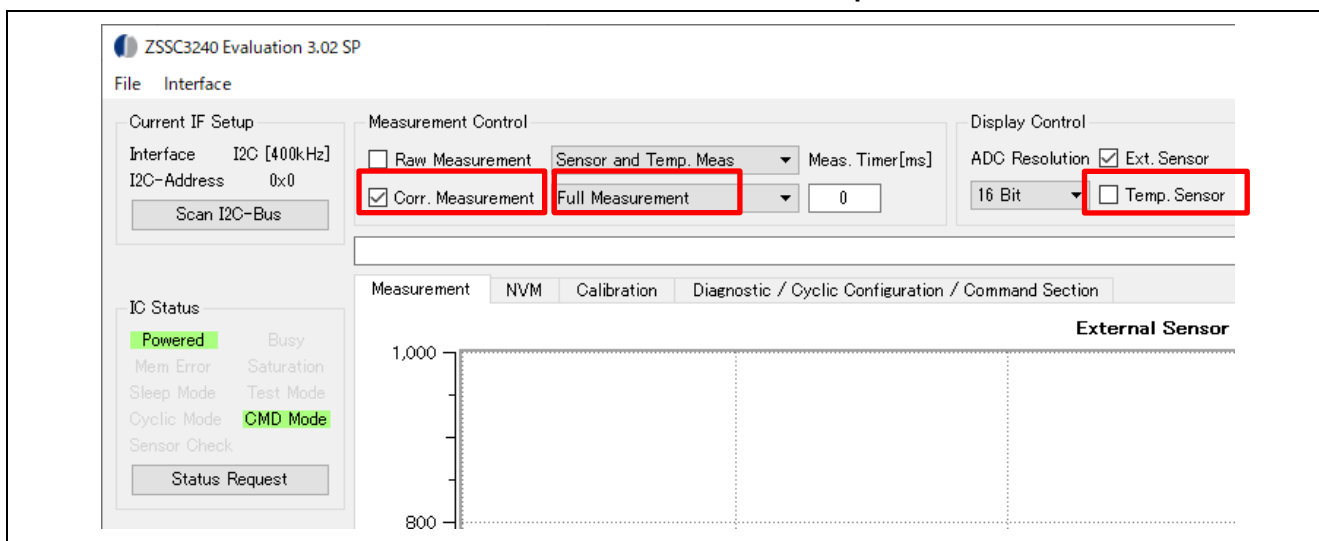 ZSSC3240 Evaluation 3.02 SP
File Interface
Current IF Setup
Interface I2C [400kHz]
I2C-Address 0x0
Scan I2C-Bus
Measurement Control
Raw Measurement Sensor and Temp. Meas Meas. Timer[ms]
Corr. Measurement Full Measurement 0
Display Control
ADC Resolution Ext. Sensor
16 Bit Temp. Sensor
IC Status
Powered Busy
Mem Error Saturation
Sleep Mode Test Mode
Cyclic Mode CMD Mode
Sensor Check
Status Request
Measurement NVM Calibration Diagnostic / Cyclic Configuration / Command Section
External Sensor
1,000
800